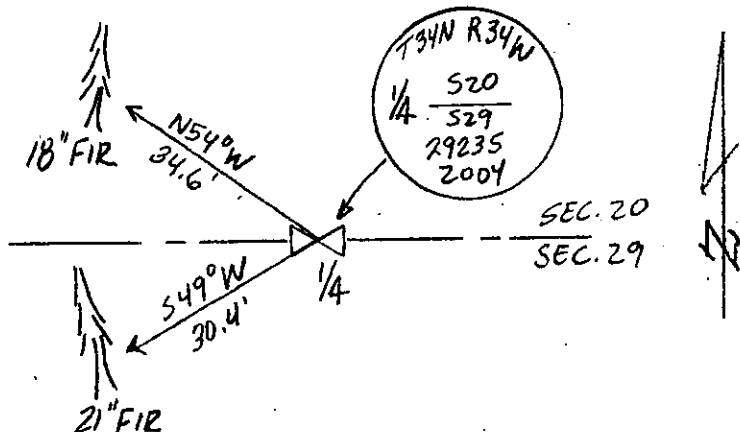 T34N R34W
1/4 S20
S29
29235
2004
18" FIR
N54°W
34.6'
SEC. 20
SEC. 29
1/4
S49°W
30.4'
21" FIR
N